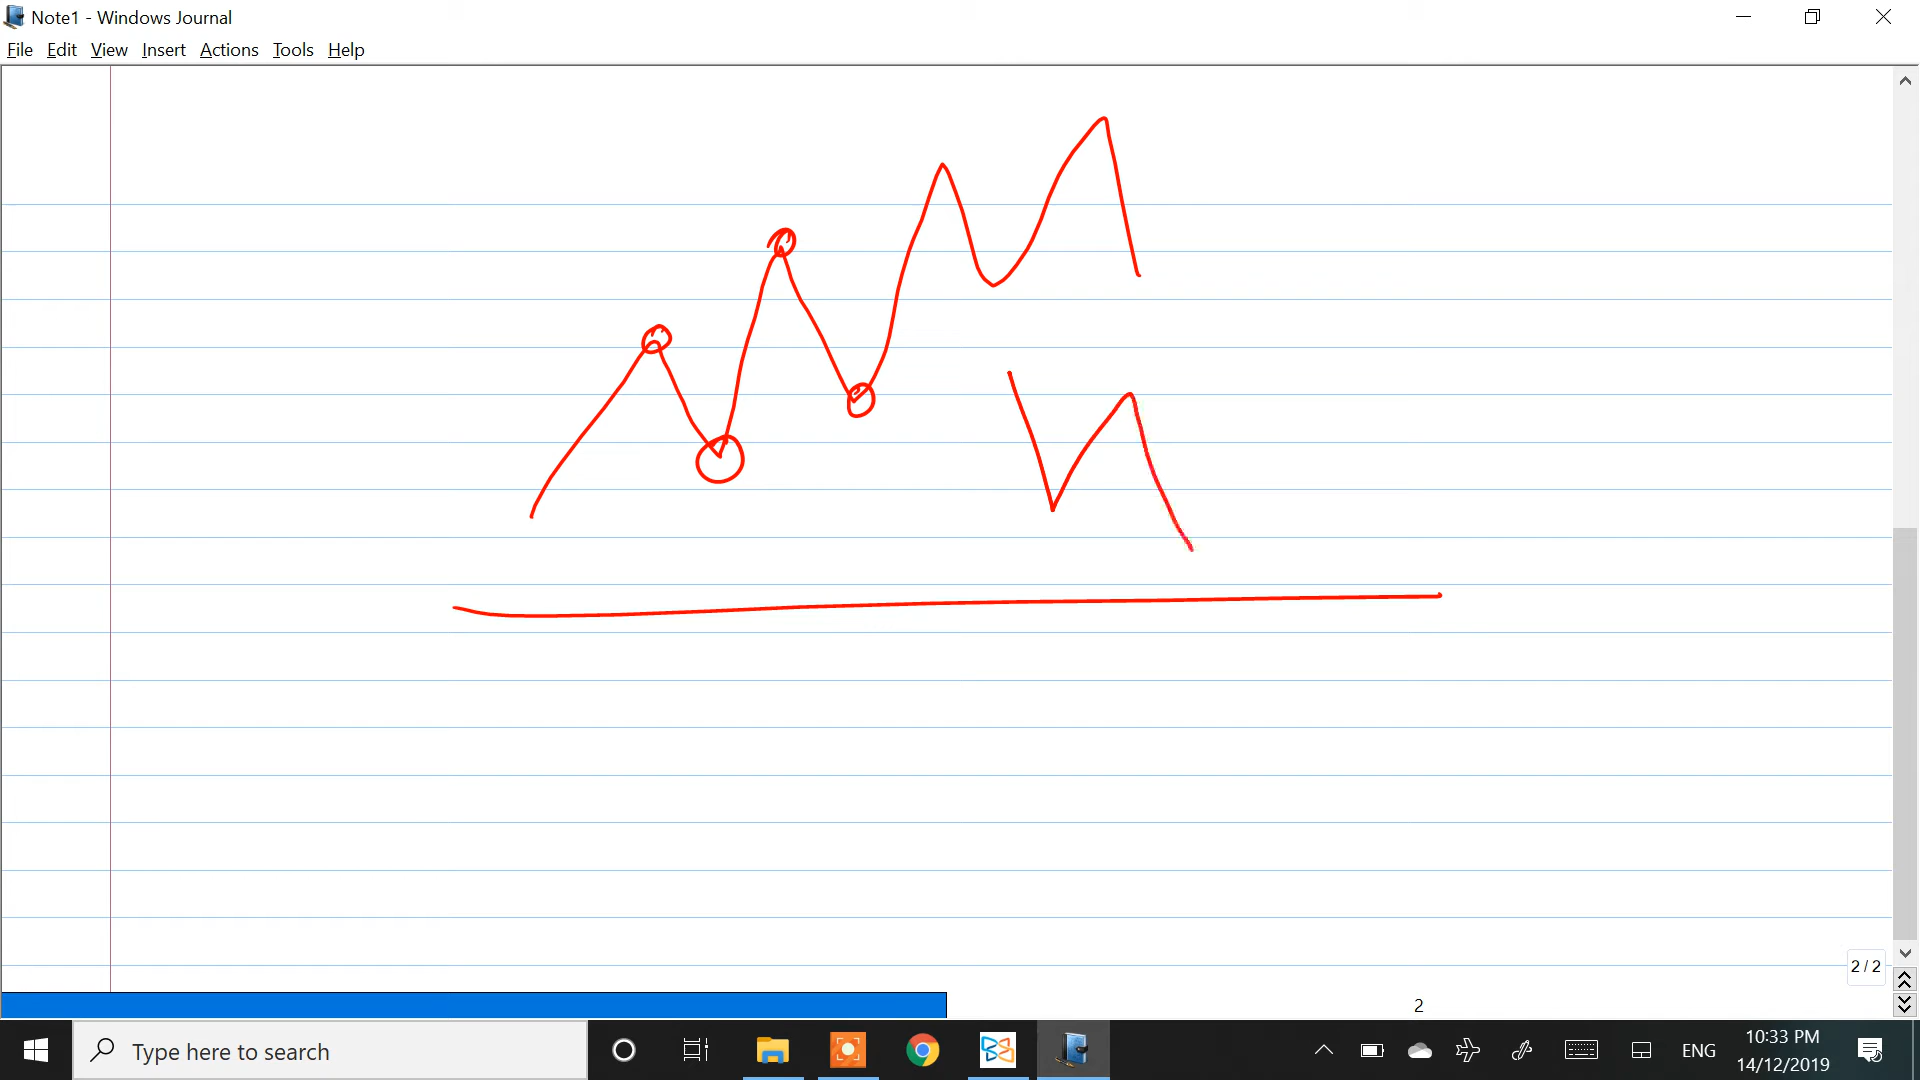 Note1 - Windows Journal
File Edit View Insert Actions Tools Help
2 / 2
2
Type here to search
ENG
10:33 PM
14/12/2019